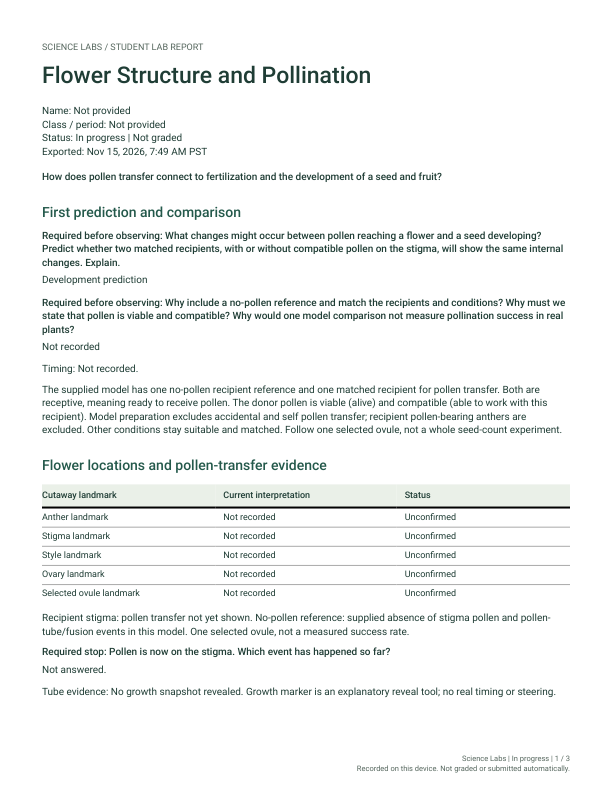 SCIENCE LABS / STUDENT LAB REPORT
Flower Structure and Pollination
Name: Not provided
Class / period: Not provided
Status: In progress | Not graded
Exported: Nov 15, 2026, 7:49 AM PST
How does pollen transfer connect to fertilization and the development of a seed and fruit?
First prediction and comparison
Required before observing: What changes might occur between pollen reaching a flower and a seed developing?
Predict whether two matched recipients, with or without compatible pollen on the stigma, will show the same internal
changes. Explain.
Development prediction
Required before observing: Why include a no-pollen reference and match the recipients and conditions? Why must we
state that pollen is viable and compatible? Why would one model comparison not measure pollination success in real
plants?
Not recorded
Timing: Not recorded.
The supplied model has one no-pollen recipient reference and one matched recipient for pollen transfer. Both are
receptive, meaning ready to receive pollen. The donor pollen is viable (alive) and compatible (able to work with this
recipient). Model preparation excludes accidental and self pollen transfer; recipient pollen-bearing anthers are
excluded. Other conditions stay suitable and matched. Follow one selected ovule, not a whole seed-count experiment.
Flower locations and pollen-transfer evidence
Cutaway landmark Current interpretation Status
Anther landmark Not recorded Unconfirmed
Stigma landmark Not recorded Unconfirmed
Style landmark Not recorded Unconfirmed
Ovary landmark Not recorded Unconfirmed
Selected ovule landmark Not recorded Unconfirmed
Recipient stigma: pollen transfer not yet shown. No-pollen reference: supplied absence of stigma pollen and pollen-
tube/fusion events in this model. One selected ovule, not a measured success rate.
Required stop: Pollen is now on the stigma. Which event has happened so far?
Not answered.
Tube evidence: No growth snapshot revealed. Growth marker is an explanatory reveal tool; no real timing or steering.
Science Labs | In progress | 1 / 3
Recorded on this device. Not graded or submitted automatically.